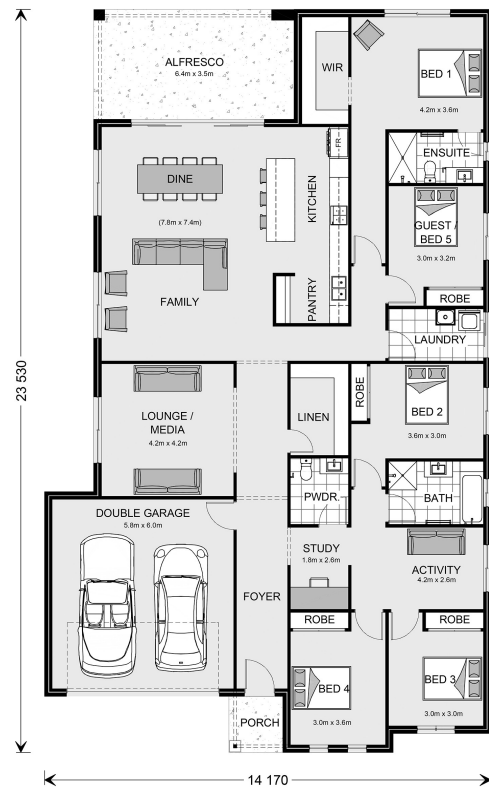 ALFRESCO
6.4m x 3.5m
WIR
BED 1
4.2m x 3.6m
ENSUITE
FR
DINE
(7.8m x 7.4m)
KITCHEN
GUEST /
BED 5
3.0m x 3.2m
ROBE
FAMILY
PANTRY
LAUNDRY
23 530
LOUNGE /
MEDIA
4.2m x 4.2m
LINEN
ROBE
BED 2
3.6m x 3.0m
PWDR.
BATH
DOUBLE GARAGE
5.8m x 6.0m
STUDY
1.8m x 2.6m
ACTIVITY
4.2m x 2.6m
FOYER
ROBE
ROBE
BED 4
3.0m x 3.6m
BED 3
3.0m x 3.0m
PORCH
14 170